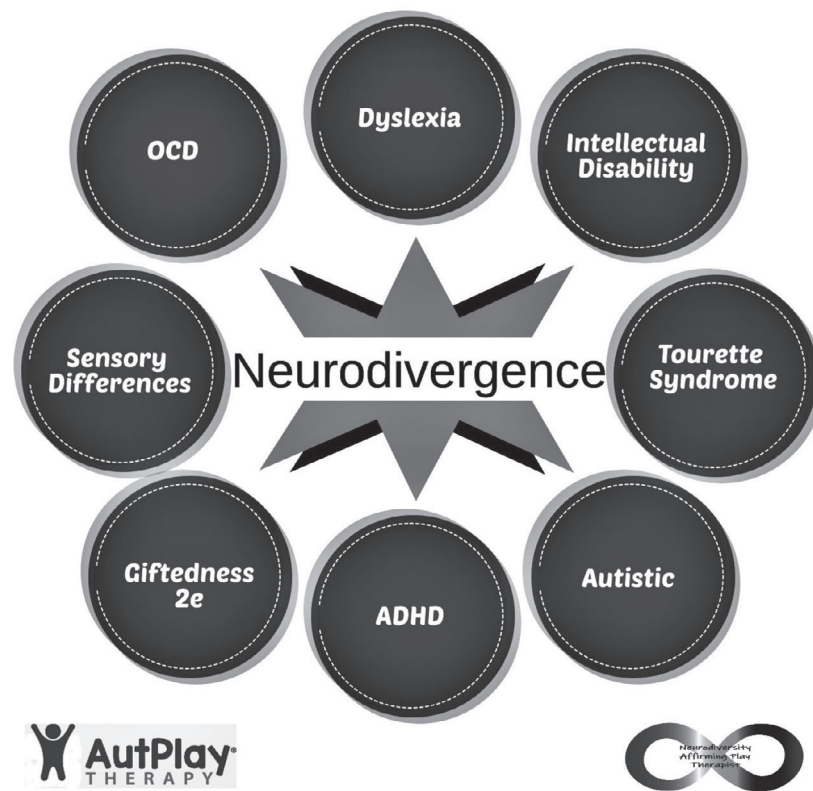 Dyslexia
OCD
Intellectual
Disability
Sensory
Differences
Neurodivergence
Tourette
Syndrome
Giftedness
2e
ADHD
Autistic
AutPlay®
THERAPY
Neurodiversity
Affirming Play
Therapist